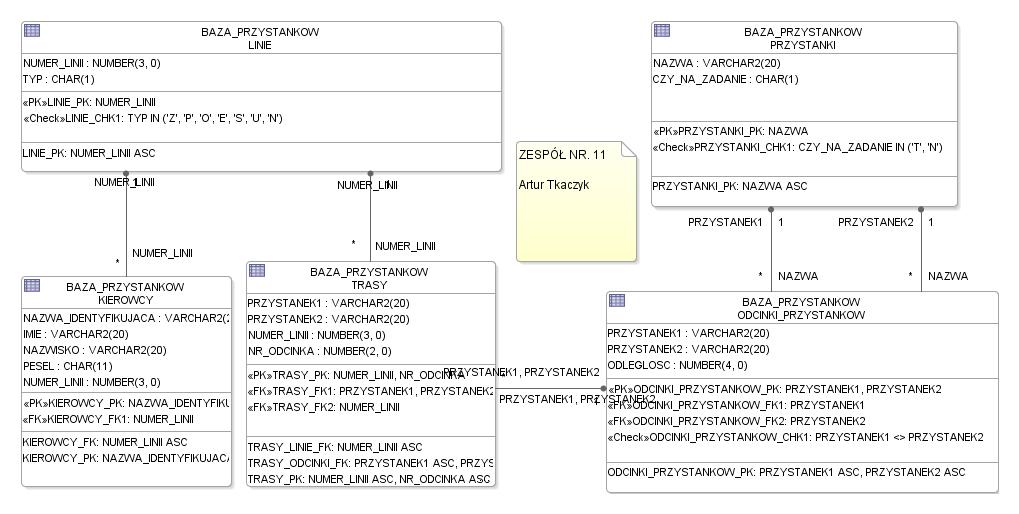 BAZA_PRZYSTANKOW
LINIE
NUMER_LINII : NUMBER(3, 0)
TYP : CHAR(1)
«PK»LINIE_PK: NUMER_LINII
«Check»LINIE_CHK1: TYP IN ('Z', 'P', 'O', 'E', 'S', 'U', 'N')
LINIE_PK: NUMER_LINII ASC
BAZA_PRZYSTANKOW
PRZYSTANKI
NAZWA : VARCHAR2(20)
CZY_NA_ZADANIE : CHAR(1)
«PK»PRZYSTANKI_PK: NAZWA
«Check»PRZYSTANKI_CHK1: CZY_NA_ZADANIE IN ('T', 'N')
PRZYSTANKI_PK: NAZWA ASC
ZESPÓŁ NR. 11
Artur Tkaczyk
NUMER_LINII
1
* NUMER_LINII
NUMER_LINII
1
* NUMER_LINII
PRZYSTANEK1 1
* NAZWA
PRZYSTANEK2 1
* NAZWA
BAZA_PRZYSTANKOW
KIEROWCY
NAZWA_IDENTYFIKUJACA : VARCHAR2(2
IMIE : VARCHAR2(20)
NAZWISKO : VARCHAR2(20)
PESEL : CHAR(11)
NUMER_LINII : NUMBER(3, 0)
«PK»KIEROWCY_PK: NAZWA_IDENTYFIKU
«FK»KIEROWCY_FK1: NUMER_LINII
KIEROWCY_FK: NUMER_LINII ASC
KIEROWCY_PK: NAZWA_IDENTYFIKUJACA
BAZA_PRZYSTANKOW
TRASY
PRZYSTANEK1 : VARCHAR2(20)
PRZYSTANEK2 : VARCHAR2(20)
NUMER_LINII : NUMBER(3, 0)
NR_ODCINKA : NUMBER(2, 0)
«PK»TRASY_PK: NUMER_LINII, NR_ODCINKA
«FK»TRASY_FK1: PRZYSTANEK1, PRZYSTANEK2
«FK»TRASY_FK2: NUMER_LINII
TRASY_LINIE_FK: NUMER_LINII ASC
TRASY_ODCINKI_FK: PRZYSTANEK1 ASC, PRZYS
TRASY_PK: NUMER_LINII ASC, NR_ODCINKA ASC
PRZYSTANEK1, PRZYSTANEK2
PRZYSTANEK1, PRZYSTANEK2
BAZA_PRZYSTANKOW
ODCINKI_PRZYSTANKOW
PRZYSTANEK1 : VARCHAR2(20)
PRZYSTANEK2 : VARCHAR2(20)
ODLEGLOSC : NUMBER(4, 0)
«PK»ODCINKI_PRZYSTANKOW_PK: PRZYSTANEK1, PRZYSTANEK2
«FK»ODCINKI_PRZYSTANKOW_FK1: PRZYSTANEK1
«FK»ODCINKI_PRZYSTANKOW_FK2: PRZYSTANEK2
«Check»ODCINKI_PRZYSTANKOW_CHK1: PRZYSTANEK1 <> PRZYSTANEK2
ODCINKI_PRZYSTANKOW_PK: PRZYSTANEK1 ASC, PRZYSTANEK2 ASC